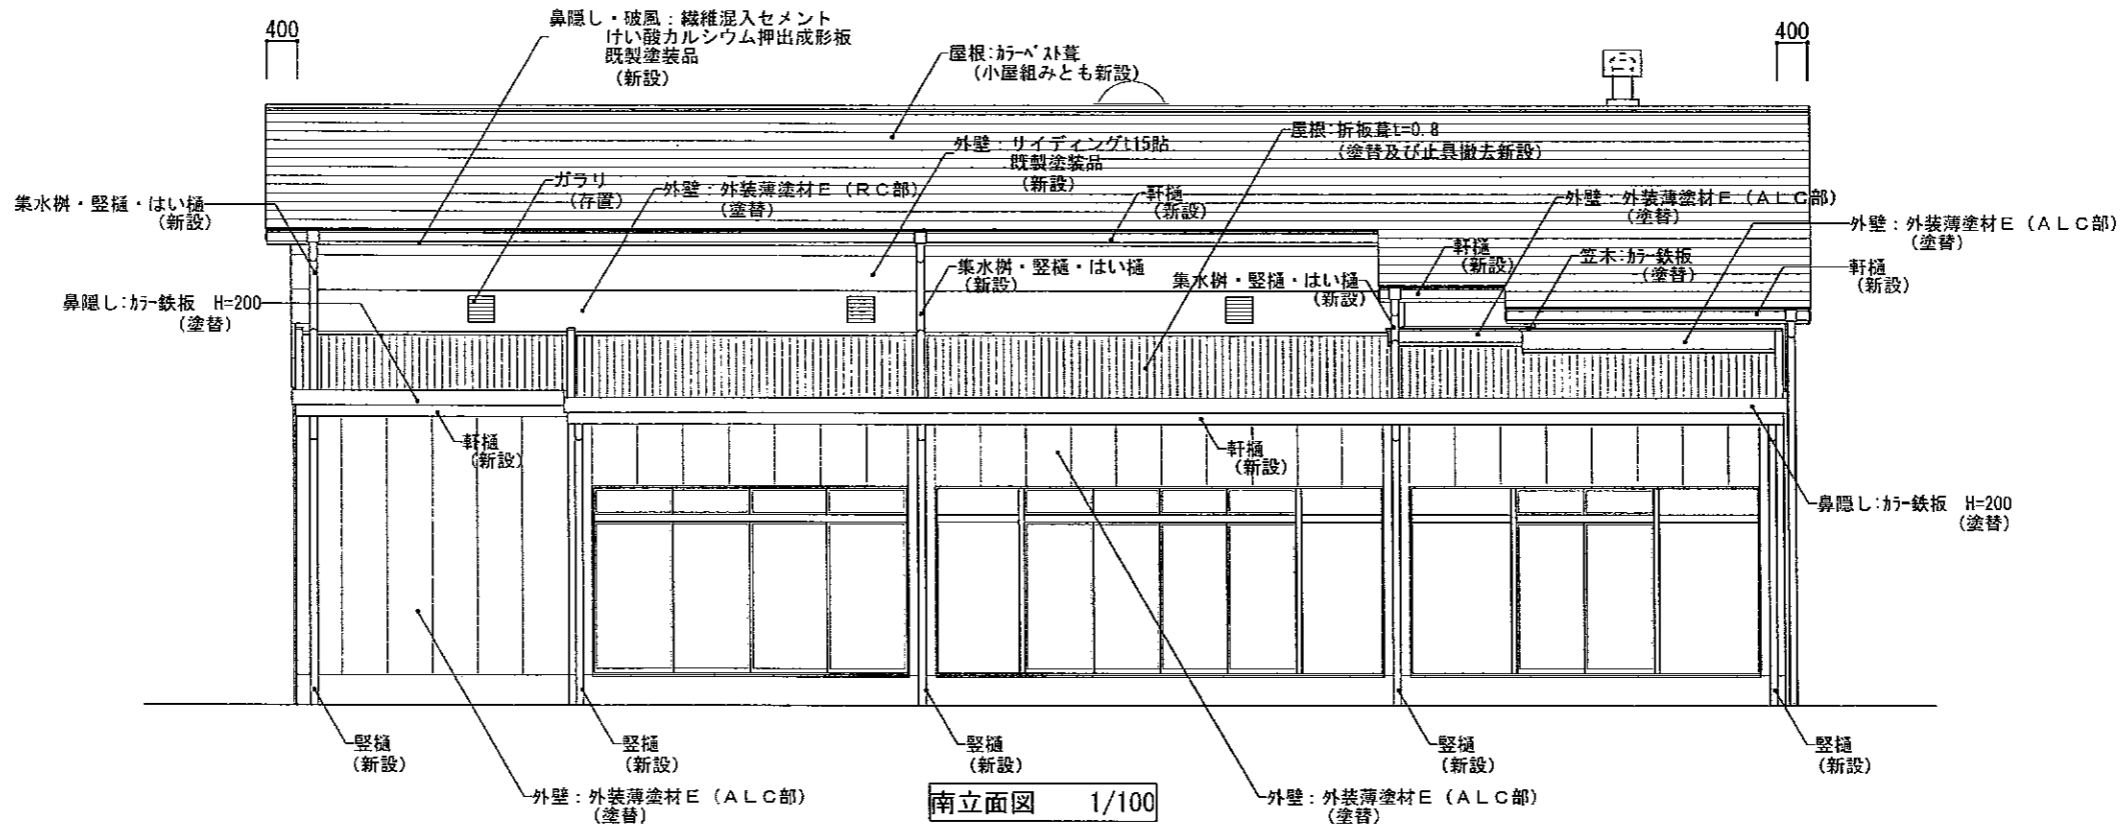 400
鼻隠し・破風：繊維混入セメント
けい酸カルシウム押出成形板
既製塗装品
（新設）
屋根：ｶﾗｰﾍﾞｽﾄ葺
（小屋組みとも新設）
400
外壁：サイディングt15貼
既製塗装品
（新設）
屋根：折板葺t=0.8
（塗替及び止具撤去新設）
集水桝・竪樋・はい樋
（新設）
ガラリ
（存置）
外壁：外装薄塗材Ｅ（ＲＣ部）
（塗替）
軒樋
（新設）
外壁：外装薄塗材Ｅ（ＡＬＣ部）
（塗替）
外壁：外装薄塗材Ｅ（ＡＬＣ部）
（塗替）
鼻隠し：ｶﾗｰ鉄板　H=200
（塗替）
集水桝・竪樋・はい樋
（新設）
集水桝・竪樋・はい樋
（新設）
軒樋
（新設）
笠木：ｶﾗｰ鉄板
（塗替）
軒樋
（新設）
軒樋
（新設）
軒樋
（新設）
鼻隠し：ｶﾗｰ鉄板　H=200
（塗替）
竪樋
（新設）
竪樋
（新設）
竪樋
（新設）
竪樋
（新設）
竪樋
（新設）
外壁：外装薄塗材Ｅ（ＡＬＣ部）
（塗替）
南立面図　1/100
外壁：外装薄塗材Ｅ（ＡＬＣ部）
（塗替）